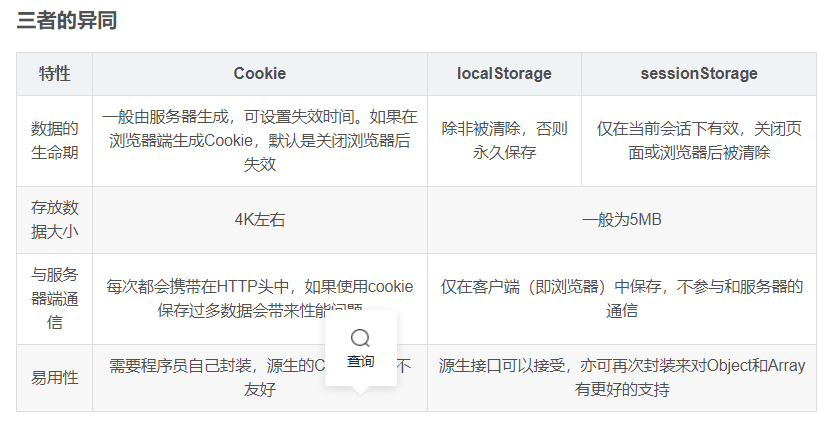 三者的异同
特性 Cookie localStorage sessionStorage
数据的
生命期
一般由服务器生成，可设置失效时间。如果在
浏览器端生成Cookie，默认是关闭浏览器后
失效
除非被清除，否则
永久保存
仅在当前会话下有效，关闭页
面或浏览器后被清除
存放数
据大小
4K左右
一般为5MB
与服务
器端通
信
每次都会携带在HTTP头中，如果使用cookie
保存过多数据会带来性能问题
仅在客户端（即浏览器）中保存，不参与和服务器的
通信
查询
易用性
需要程序员自己封装，源生的C 不
友好
源生接口可以接受，亦可再次封装来对Object和Array
有更好的支持